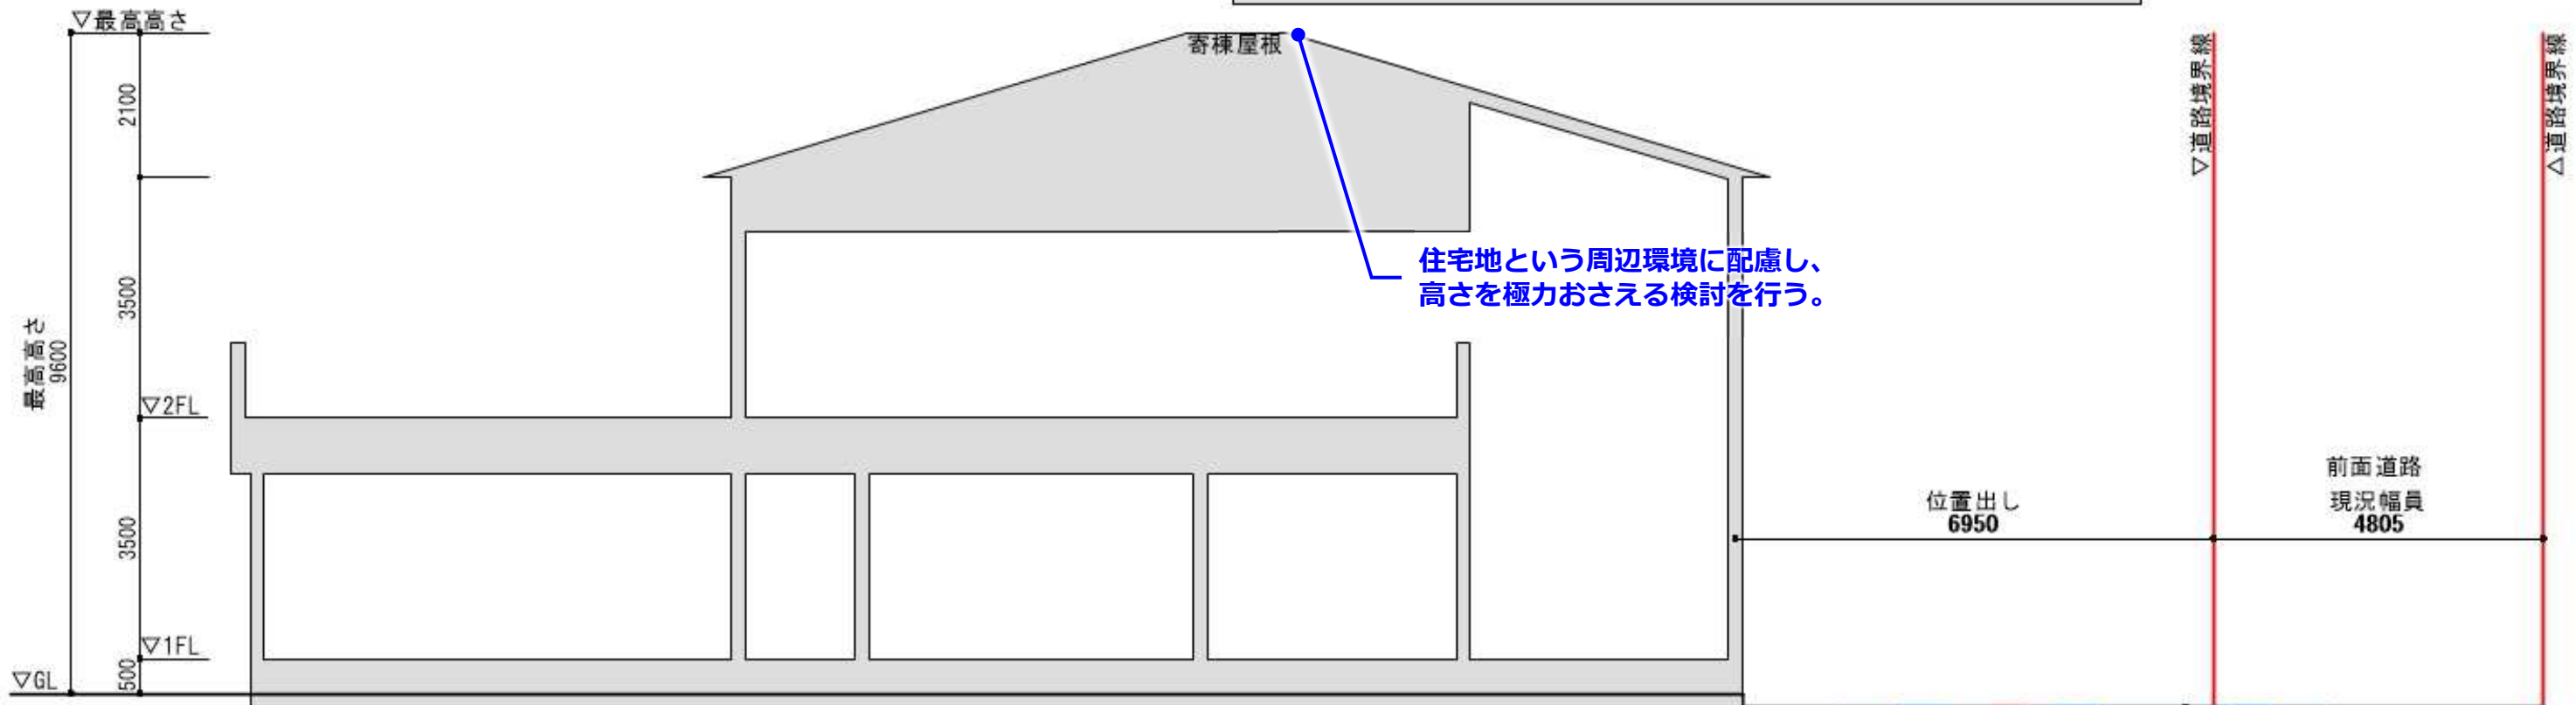 ▽最高高さ
寄棟屋根
▽道路境界線
△道路境界線
2100
住宅地という周辺環境に配慮し、
高さを極力おさえる検討を行う。
3500
最高高さ
9600
▽2FL
前面道路
現況幅員
4805
位置出し
6950
3500
▽1FL
500
▽GL